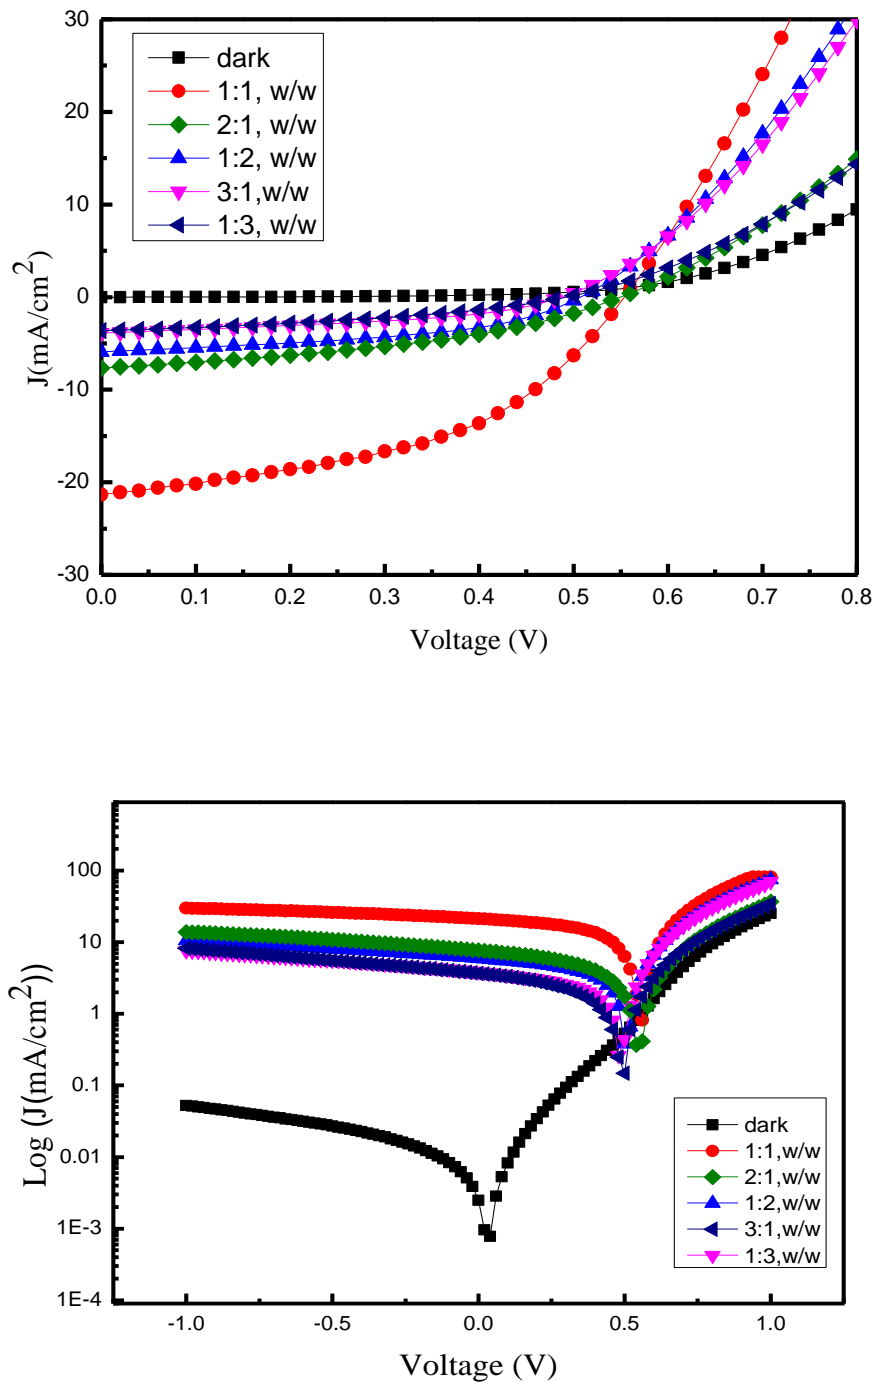 30
20
10
0
-10
-20
-30
J(mA/cm²)
dark
1:1, w/w
2:1, w/w
1:2, w/w
3:1,w/w
1:3, w/w
0.0 0.1 0.2 0.3 0.4 0.5 0.6 0.7 0.8
Voltage (V)
100
10
1
0.1
0.01
1E-3
1E-4
Log (J(mA/cm²))
dark
1:1,w/w
2:1,w/w
1:2,w/w
3:1,w/w
1:3,w/w
-1.0 -0.5 0.0 0.5 1.0
Voltage (V)